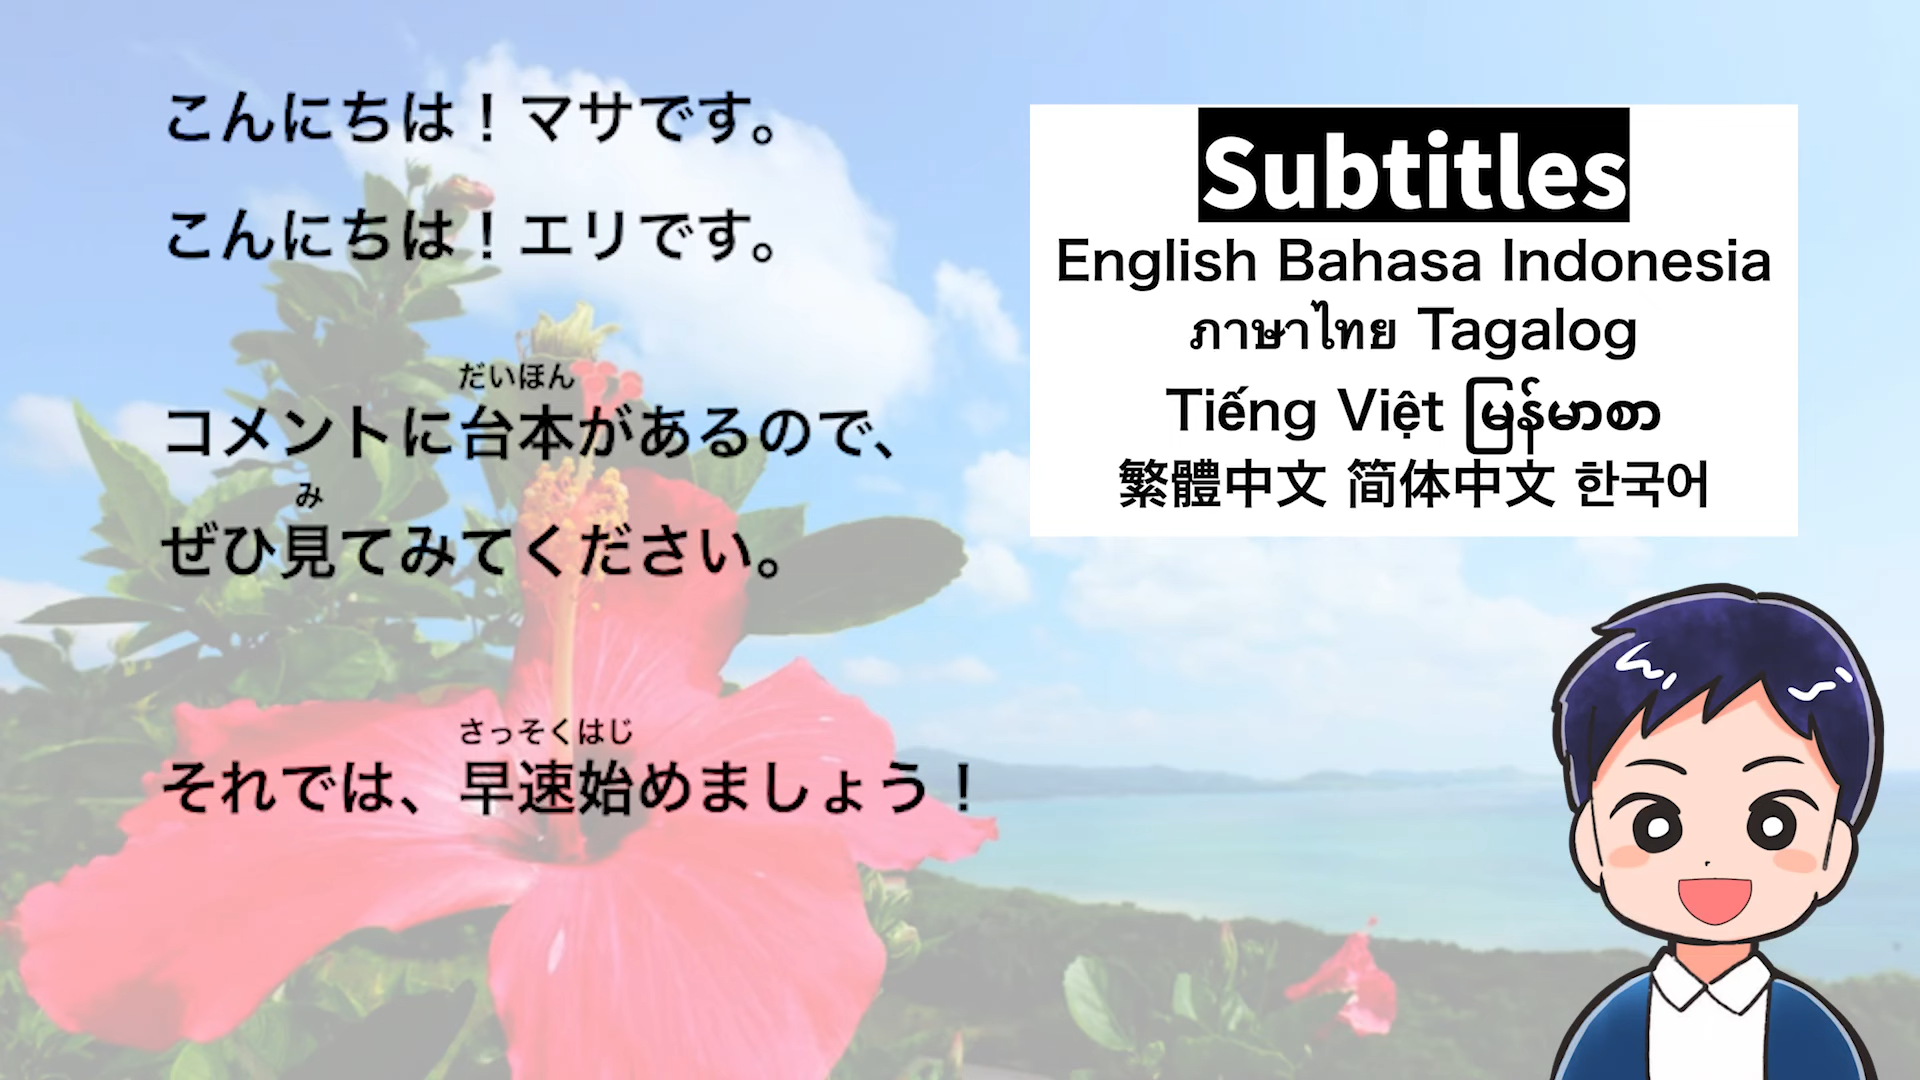 こんにちは！マサです。
こんにちは！エリです。
だいほん
コメントに台本があるので、
み
ぜひ見てみてください。
さっそくはじ
それでは、早速始めましょう！
Subtitles
English Bahasa Indonesia
ภาษาไทย Tagalog
Tiếng Việt မြန်မာစာ
繁體中文 简体中文 한국어